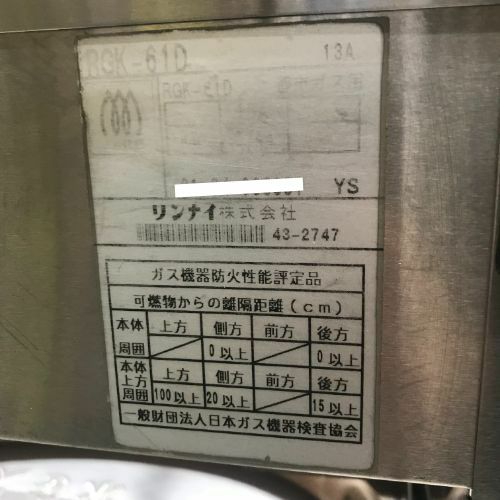 RGK-61D 13A
RGK-61D
YS
リンナイ株式会社
43-2747
ガス機器防火性能評定品
可燃物からの離隔距離(cm)
本体周囲 上方 側方 前方 後方
0以上 0以上
本体上方周囲 上方 側方 前方 後方
100以上 20以上 15以上
一般財団法人日本ガス機器検査協会